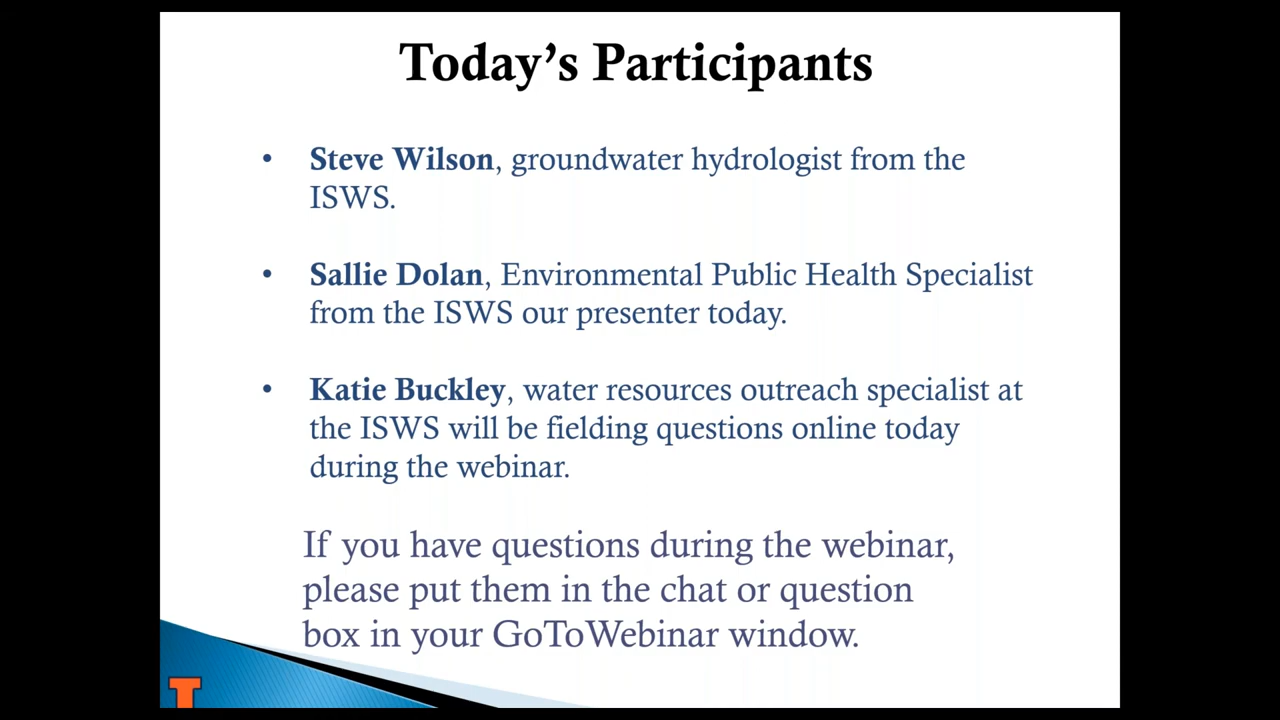 Today's Participants
• Steve Wilson, groundwater hydrologist from the
ISWS.
• Sallie Dolan, Environmental Public Health Specialist
from the ISWS our presenter today.
• Katie Buckley, water resources outreach specialist at
the ISWS will be fielding questions online today
during the webinar.
If you have questions during the webinar,
please put them in the chat or question
box in your GoToWebinar window.